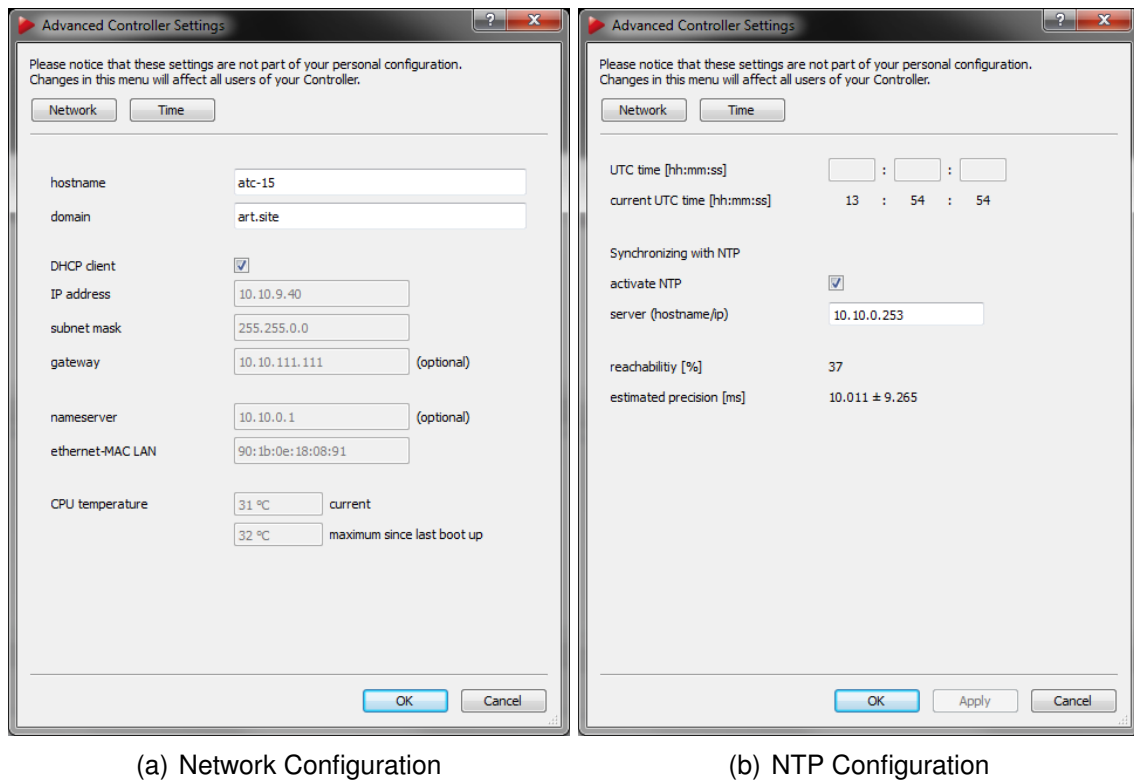 Advanced Controller Settings
Please notice that these settings are not part of your personal configuration.
Changes in this menu will affect all users of your Controller.
Network Time
hostname atc-15
domain art.site
DHCP client
IP address 10.10.9.40
subnet mask 255.255.0.0
gateway 10.10.111.111 (optional)
nameserver 10.10.0.1 (optional)
ethernet-MAC LAN 90:1b:0e:18:08:91
CPU temperature 31 °C current
32 °C maximum since last boot up
OK Cancel
(a) Network Configuration
Advanced Controller Settings
Please notice that these settings are not part of your personal configuration.
Changes in this menu will affect all users of your Controller.
Network Time
UTC time [hh:mm:ss] : :
current UTC time [hh:mm:ss] 13 : 54 : 54
Synchronizing with NTP
activate NTP
server (hostname/ip) 10.10.0.253
reachabilitiy [%] 37
estimated precision [ms] 10.011 ± 9.265
OK Apply Cancel
(b) NTP Configuration